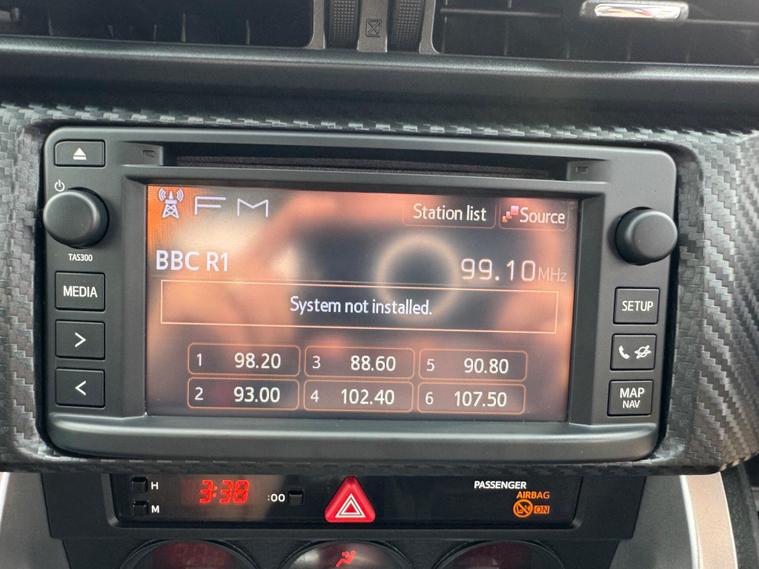 FM
Station list
Source
BBC R1
99.10MHz
System not installed.
1 98.20
3 88.60
5 90.80
2 93.00
4 102.40
6 107.50
TAS300
MEDIA
>
<
SETUP
MAP
NAV
H
M
3:38
:00
PASSENGER
AIRBAG
ON